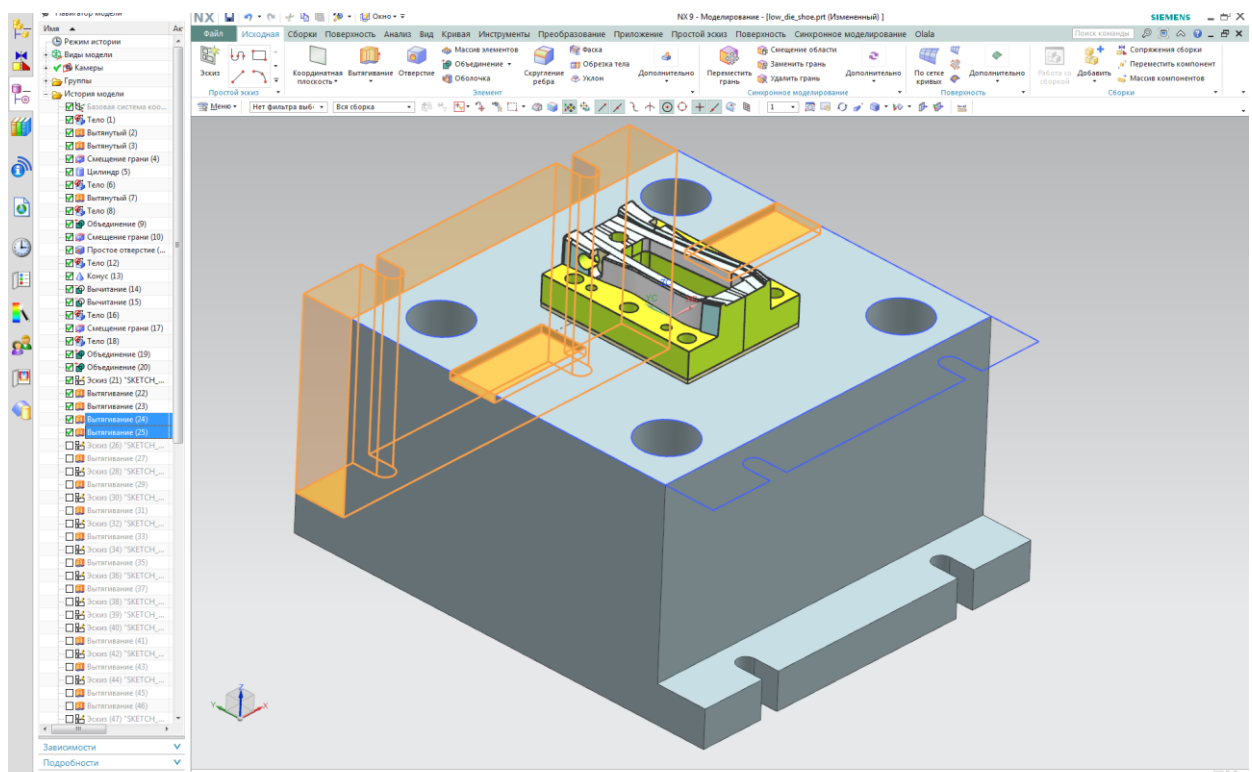 Навигатор модели
NX
Окно
NX 9 - Моделирование - [low_die_shoe.prt (Измененный) ]
SIEMENS
Файл Исходная Сборки Поверхность Анализ Вид Кривая Инструменты Преобразование Приложение Простой эскиз Поверхность Синхронное моделирование Olala
Поиск команды
Эскиз
Координатная плоскость
Вытягивание
Отверстие
Массив элементов
Объединение
Оболочка
Скругление ребра
Фаска
Обрезка тела
Уклон
Дополнительно
Переместить грань
Смещение области
Заменить грань
Удалить грань
Дополнительно
По сетке кривых
Дополнительно
Работа со сборкой
Добавить
Сопряжения сборки
Переместить компонент
Массив компонентов
Простой эскиз
Элемент
Синхронное моделирование
Поверхность
Сборки
Меню
Нет фильтра выбо
Вся сборка
1
Имя
Ак
Режим истории
Виды модели
Камеры
Группы
История модели
Базовая система коо...
Тело (1)
Вытянутый (2)
Вытянутый (3)
Смещение грани (4)
Цилиндр (5)
Тело (6)
Вытянутый (7)
Тело (8)
Объединение (9)
Смещение грани (10)
Простое отверстие (...
Тело (12)
Конус (13)
Вычитание (14)
Вычитание (15)
Тело (16)
Смещение грани (17)
Тело (18)
Объединение (19)
Объединение (20)
Эскиз (21) "SKETCH_...
Вытягивание (22)
Вытягивание (23)
Вытягивание (24)
Вытягивание (25)
Эскиз (26) "SKETCH_...
Вытягивание (27)
Эскиз (28) "SKETCH_...
Вытягивание (29)
Эскиз (30) "SKETCH_...
Вытягивание (31)
Эскиз (32) "SKETCH_...
Вытягивание (33)
Эскиз (34) "SKETCH_...
Вытягивание (35)
Эскиз (36) "SKETCH_...
Вытягивание (37)
Эскиз (38) "SKETCH_...
Эскиз (39) "SKETCH_...
Эскиз (40) "SKETCH_...
Вытягивание (41)
Эскиз (42) "SKETCH_...
Вытягивание (43)
Эскиз (44) "SKETCH_...
Вытягивание (45)
Вытягивание (46)
Эскиз (47) "SKETCH_...
Зависимости
Подробности
YC
Z
Y
X